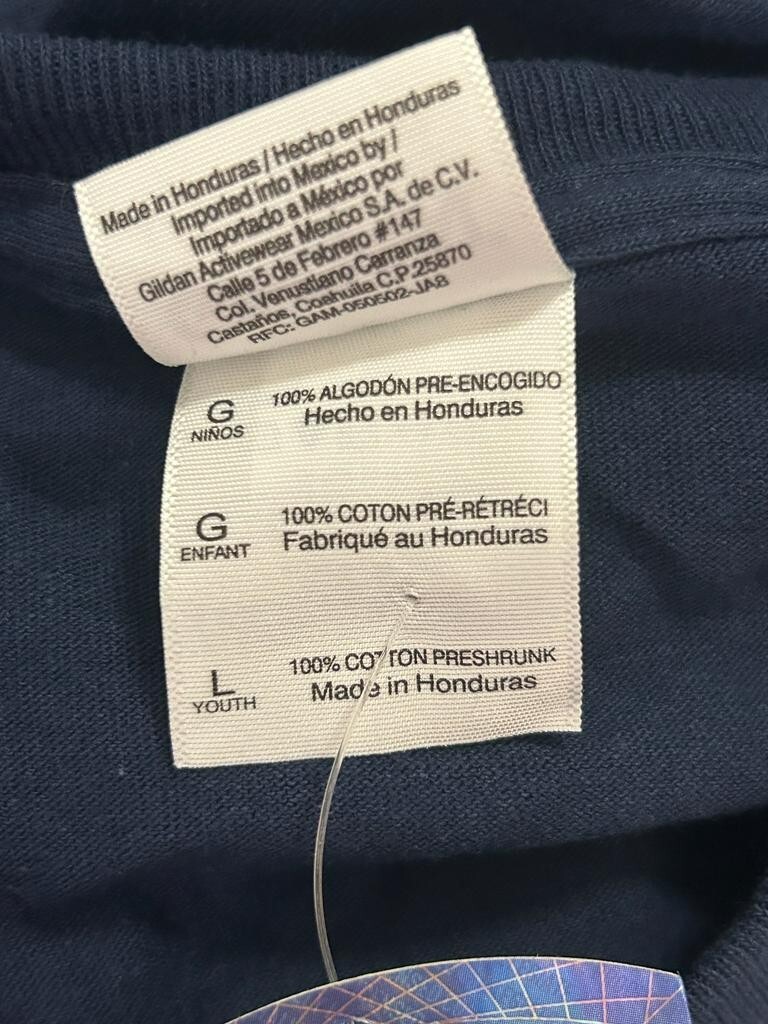 Made in Honduras / Hecho en Honduras
Imported into Mexico by /
Importado a México por
Gildan Activewear Mexico S.A. de C.V.
Calle 5 de Febrero #147
Col. Venustiano Carranza
Castaños, Coahuila C.P. 25870
RFC: GAM-050502-JA8
G
NIÑOS
100% ALGODÓN PRE-ENCOGIDO
Hecho en Honduras
G
ENFANT
100% COTON PRÉ-RÉTRÉCI
Fabriqué au Honduras
L
YOUTH
100% COTTON PRESHRUNK
Made in Honduras